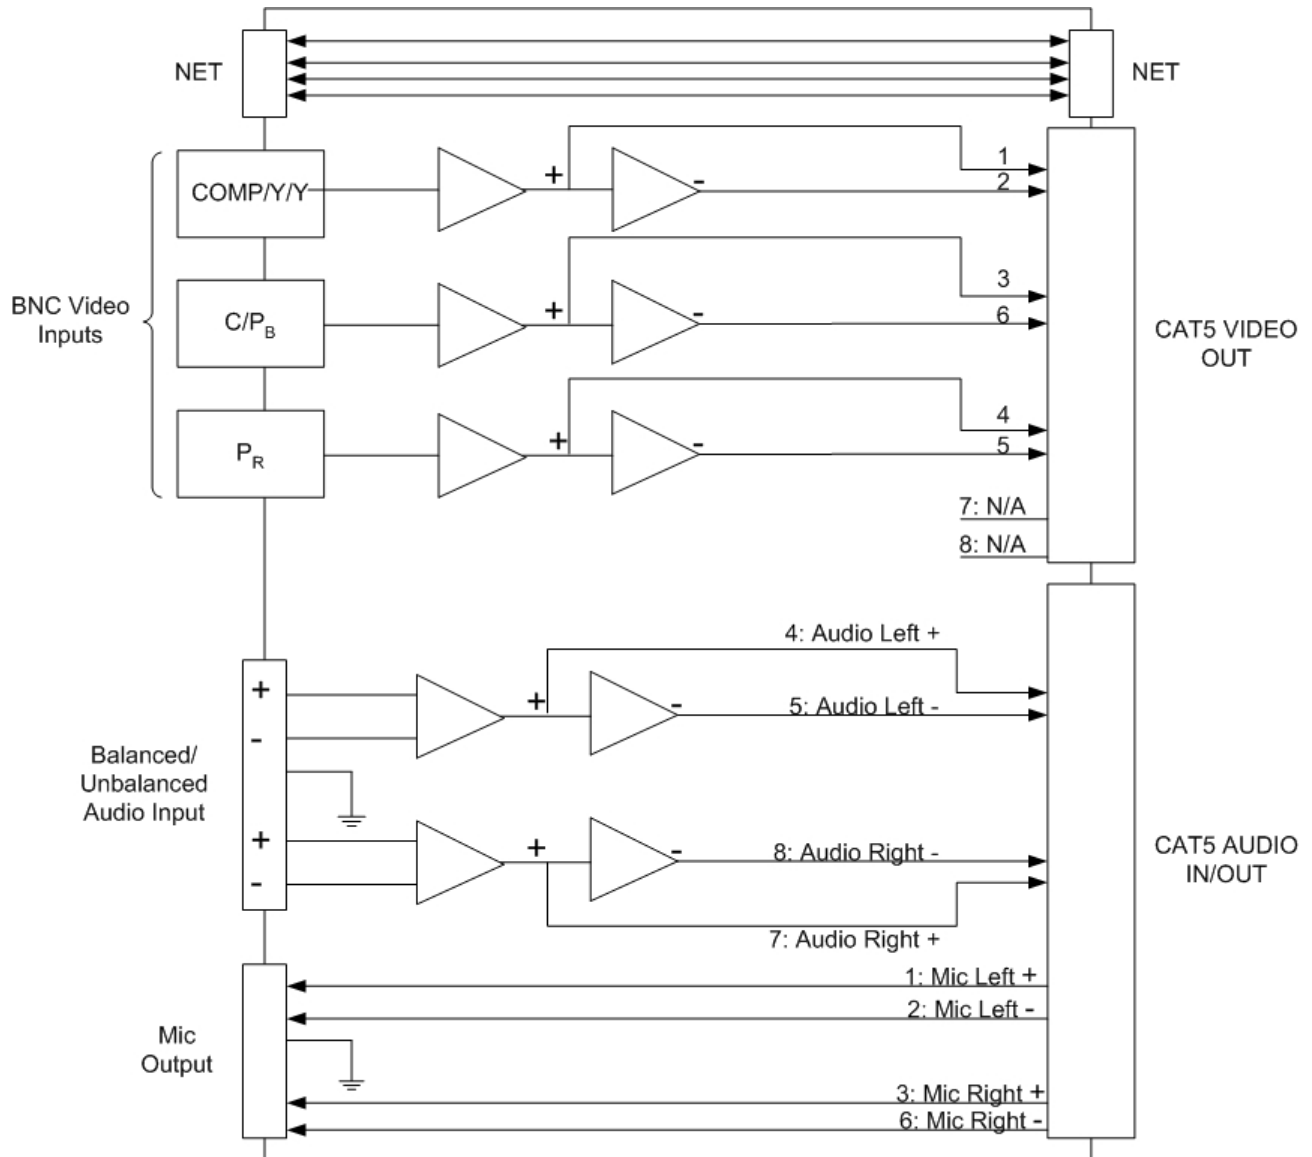 NET
NET
COMP/Y/Y
+
-
1
2
BNC Video
Inputs
C/PB
+
-
3
6
CAT5 VIDEO
OUT
PR
+
-
4
5
7: N/A
8: N/A
4: Audio Left +
+
+
-
5: Audio Left -
-
Balanced/
Unbalanced
Audio Input
+
+
-
8: Audio Right -
-
7: Audio Right +
CAT5 AUDIO
IN/OUT
1: Mic Left +
2: Mic Left -
Mic
Output
3: Mic Right +
6: Mic Right -